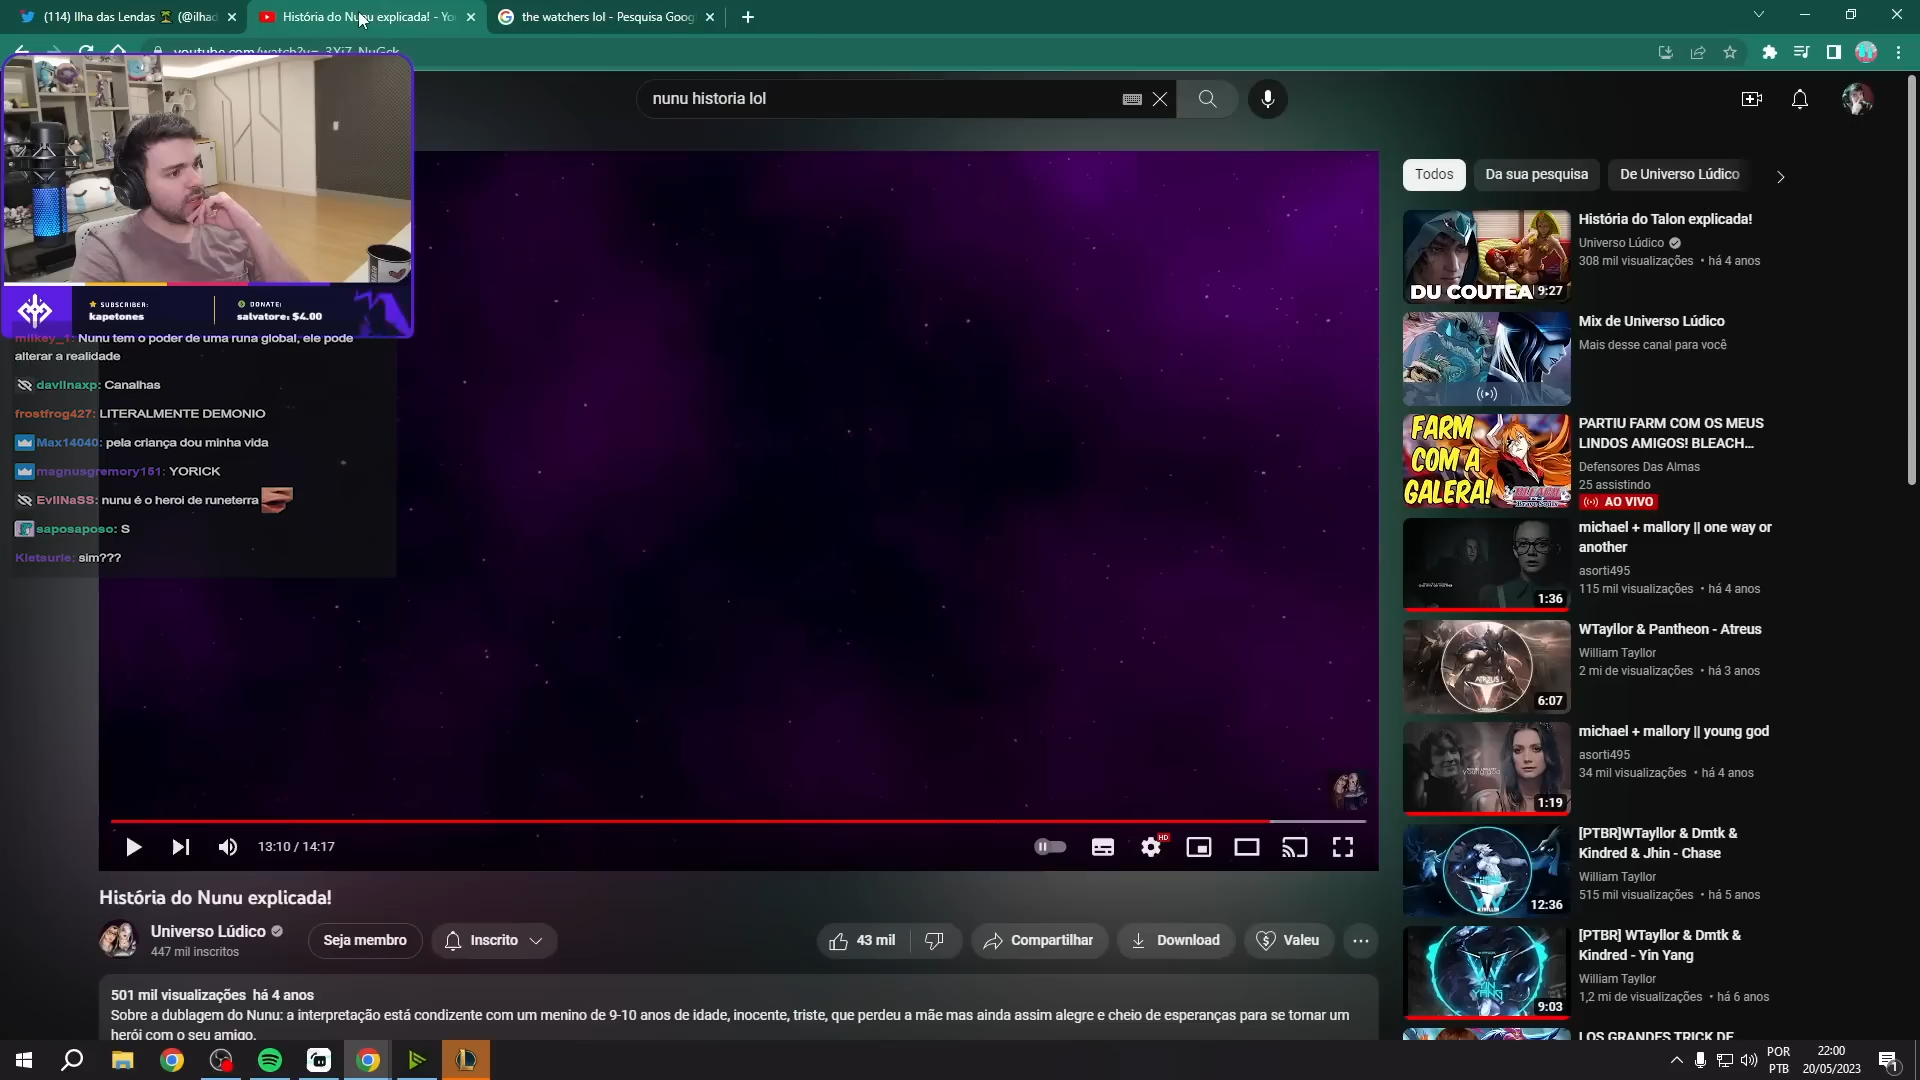 (114) Ilha das Lendas 🏝 (@ilhad
História do Nunu explicada! - Yo
the watchers lol - Pesquisa Goog
nunu historia lol
SUBSCRIBER:
kapetones
DONATE:
salvatore: $4.00
milkey_1: Nunu tem o poder de uma runa global, ele pode
alterar a realidade
davilnaxp: Canalhas
frostfrog427: LITERALMENTE DEMONIO
Max14040: pela criança dou minha vida
magnusgremory151: YORICK
EvilNaSS: nunu é o heroi de runeterra
saposaposo: S
Kletsurie: sim???
13:10 / 14:17
HD
História do Nunu explicada!
Universo Lúdico
447 mil inscritos
Seja membro
Inscrito
43 mil
Compartilhar
Download
Valeu
501 mil visualizações há 4 anos
Sobre a dublagem do Nunu: a interpretação está condizente com um menino de 9-10 anos de idade, inocente, triste, que perdeu a mãe mas ainda assim alegre e cheio de esperanças para se tornar um
herói com o seu amigo.
Todos
Da sua pesquisa
De Universo Lúdico
DU COUTEA
9:27
História do Talon explicada!
Universo Lúdico
308 mil visualizações • há 4 anos
Mix de Universo Lúdico
Mais desse canal para você
FARM
COM A
GALERA!
PARTIU FARM COM OS MEUS
LINDOS AMIGOS! BLEACH...
Defensores Das Almas
25 assistindo
AO VIVO
1:36
michael + mallory || one way or
another
asorti495
115 mil visualizações • há 4 anos
6:07
WTayllor & Pantheon - Atreus
William Tayllor
2 mi de visualizações • há 3 anos
1:19
michael + mallory || young god
asorti495
34 mil visualizações • há 4 anos
12:36
[PTBR]WTayllor & Dmtk &
Kindred & Jhin - Chase
William Tayllor
515 mil visualizações • há 5 anos
YIN
YANG
9:03
[PTBR] WTayllor & Dmtk &
Kindred - Yin Yang
William Tayllor
1,2 mi de visualizações • há 6 anos
LOS GRANDES TRICK DE
POR
PTB
22:00
20/05/2023
1